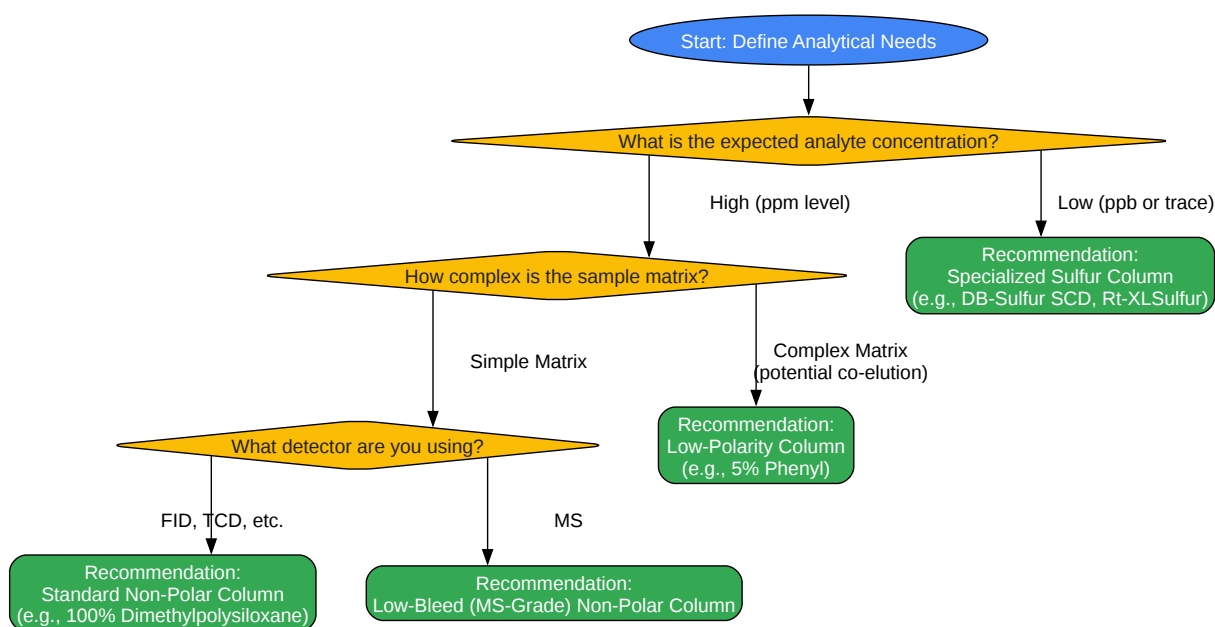 Start: Define Analytical Needs
What is the expected analyte concentration?
High (ppm level)
Low (ppb or trace)
Recommendation:
Specialized Sulfur Column
(e.g., DB-Sulfur SCD, Rt-XLSulfur)
How complex is the sample matrix?
Simple Matrix
Complex Matrix
(potential co-elution)
Recommendation:
Low-Polarity Column
(e.g., 5% Phenyl)
What detector are you using?
FID, TCD, etc.
MS
Recommendation:
Standard Non-Polar Column
(e.g., 100% Dimethylpolysiloxane)
Recommendation:
Low-Bleed (MS-Grade) Non-Polar Column